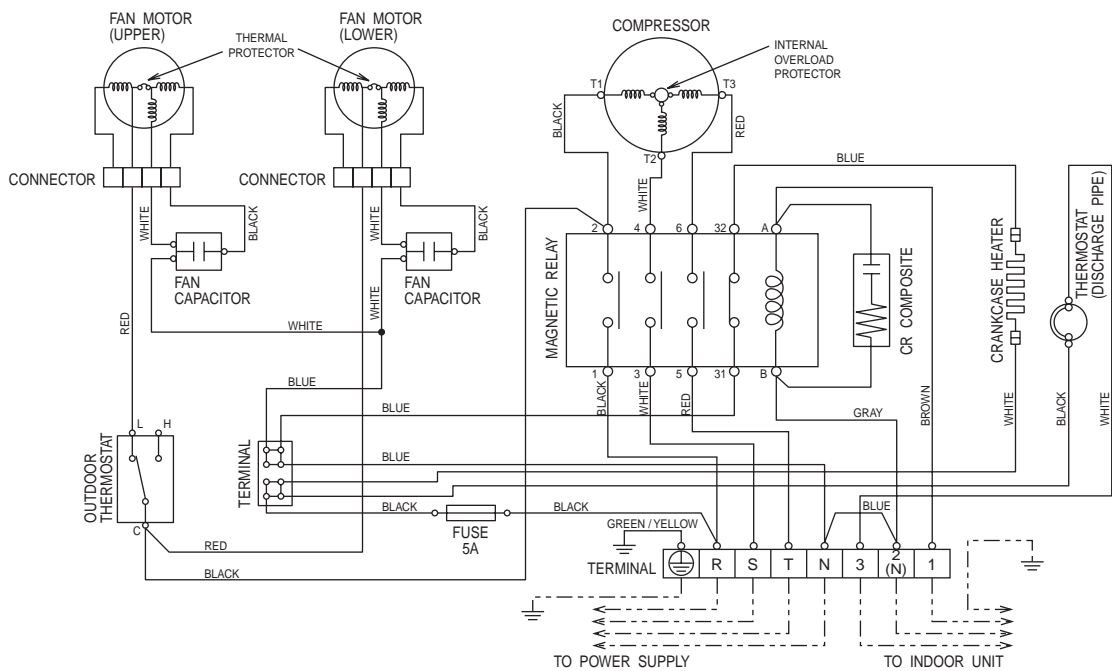 FAN MOTOR
(UPPER)
THERMAL
PROTECTOR
FAN MOTOR
(LOWER)
COMPRESSOR
INTERNAL
OVERLOAD
PROTECTOR
T1
T3
T2
BLACK
RED
WHITE
BLUE
CONNECTOR
CONNECTOR
WHITE
BLACK
WHITE
BLACK
FAN
CAPACITOR
FAN
CAPACITOR
RED
WHITE
WHITE
2
4
6
32
A
MAGNETIC RELAY
CR COMPOSITE
CRANKCASE HEATER
THERMOSTAT
(DISCHARGE PIPE)
1
3
5
31
B
BLACK
WHITE
RED
GRAY
BROWN
WHITE
BLACK
WHITE
BLUE
BLUE
BLUE
L
H
OUTDOOR
THERMOSTAT
C
TERMINAL
BLACK
FUSE
5A
BLACK
RED
BLACK
GREEN / YELLOW
BLUE
TERMINAL
R
S
T
N
3
2
(N)
1
TO POWER SUPPLY
TO INDOOR UNIT